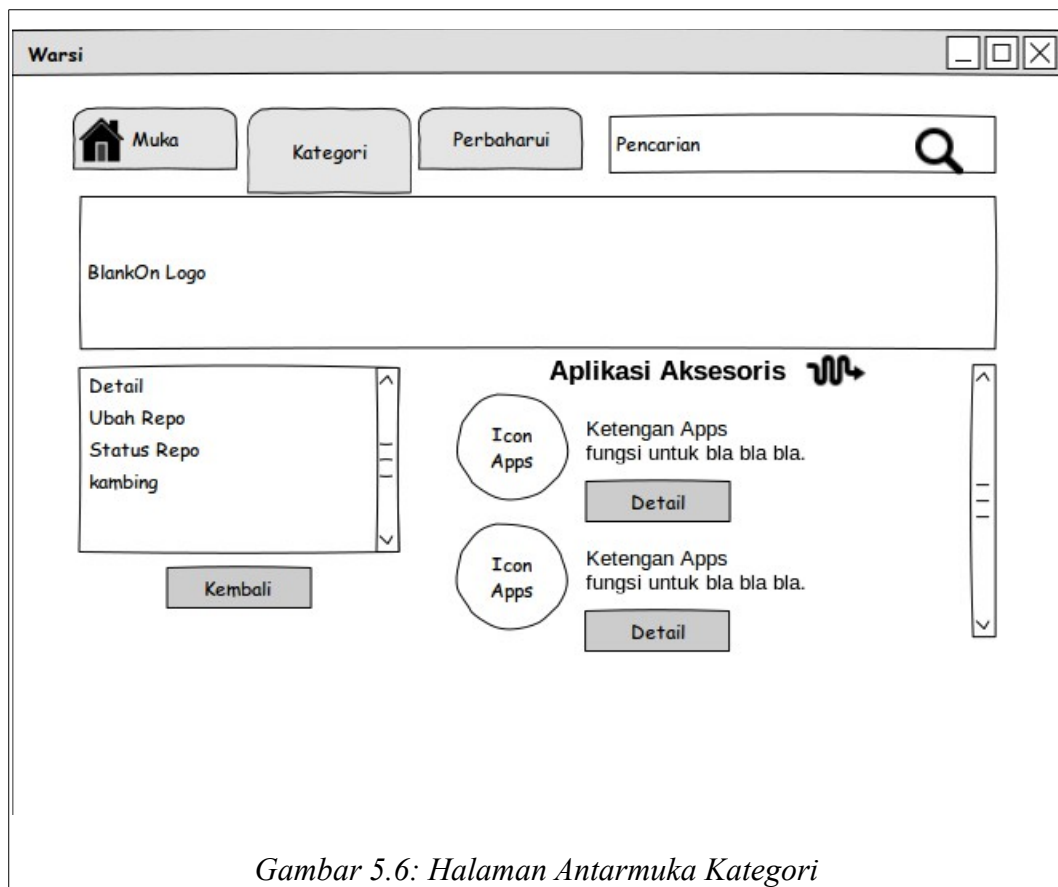 Warsi
Muka
Kategori
Perbaharui
Pencarian
BlankOn Logo
Detail
Ubah Repo
Status Repo
kambing
Kembali
Aplikasi Aksesoris
Icon
Apps
Ketengan Apps
fungsi untuk bla bla bla.
Detail
Icon
Apps
Ketengan Apps
fungsi untuk bla bla bla.
Detail
Gambar 5.6: Halaman Antarmuka Kategori